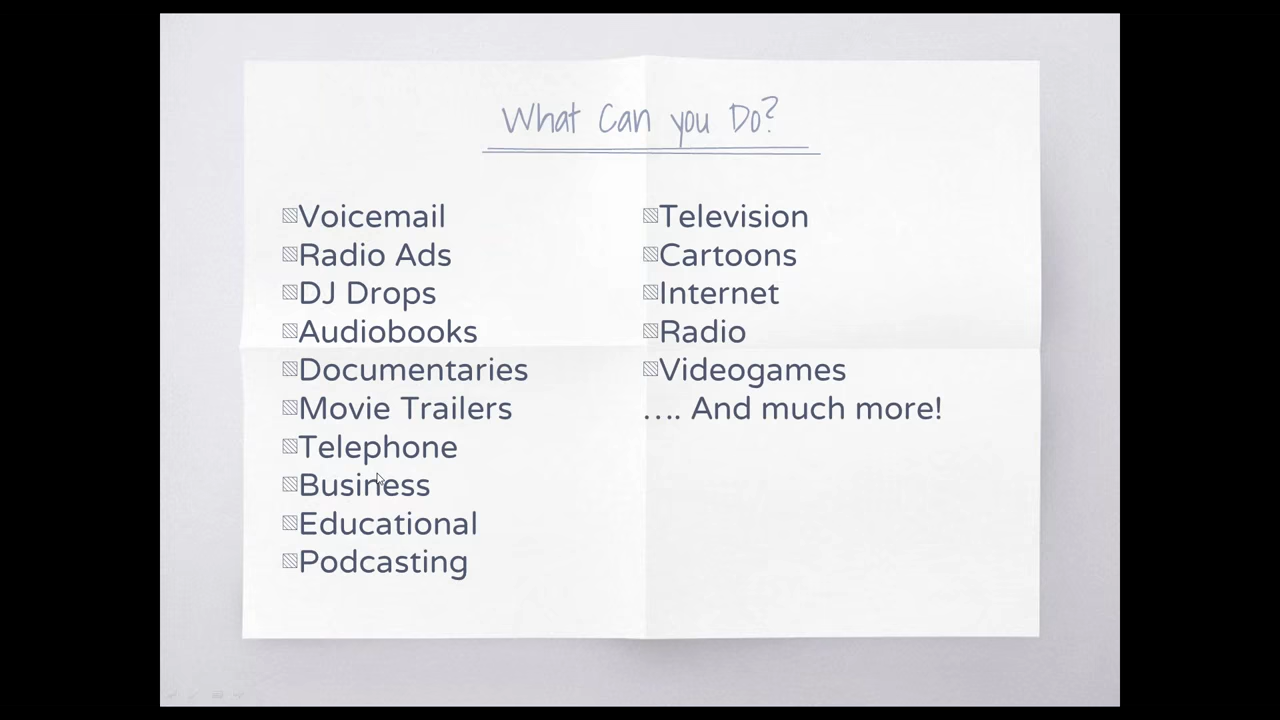 What Can you Do?
Voicemail
Radio Ads
DJ Drops
Audiobooks
Documentaries
Movie Trailers
Telephone
Business
Educational
Podcasting
Television
Cartoons
Internet
Radio
Videogames
.... And much more!